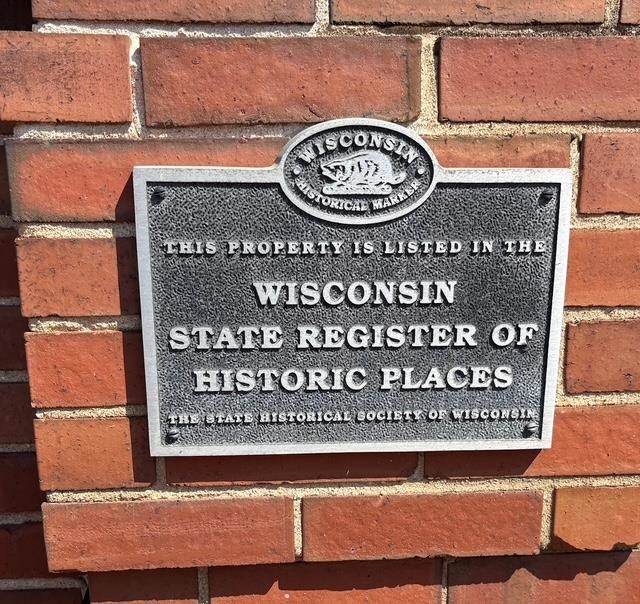 WISCONSIN
HISTORICAL MARKER
THIS PROPERTY IS LISTED IN THE
WISCONSIN
STATE REGISTER OF
HISTORIC PLACES
THE STATE HISTORICAL SOCIETY OF WISCONSIN